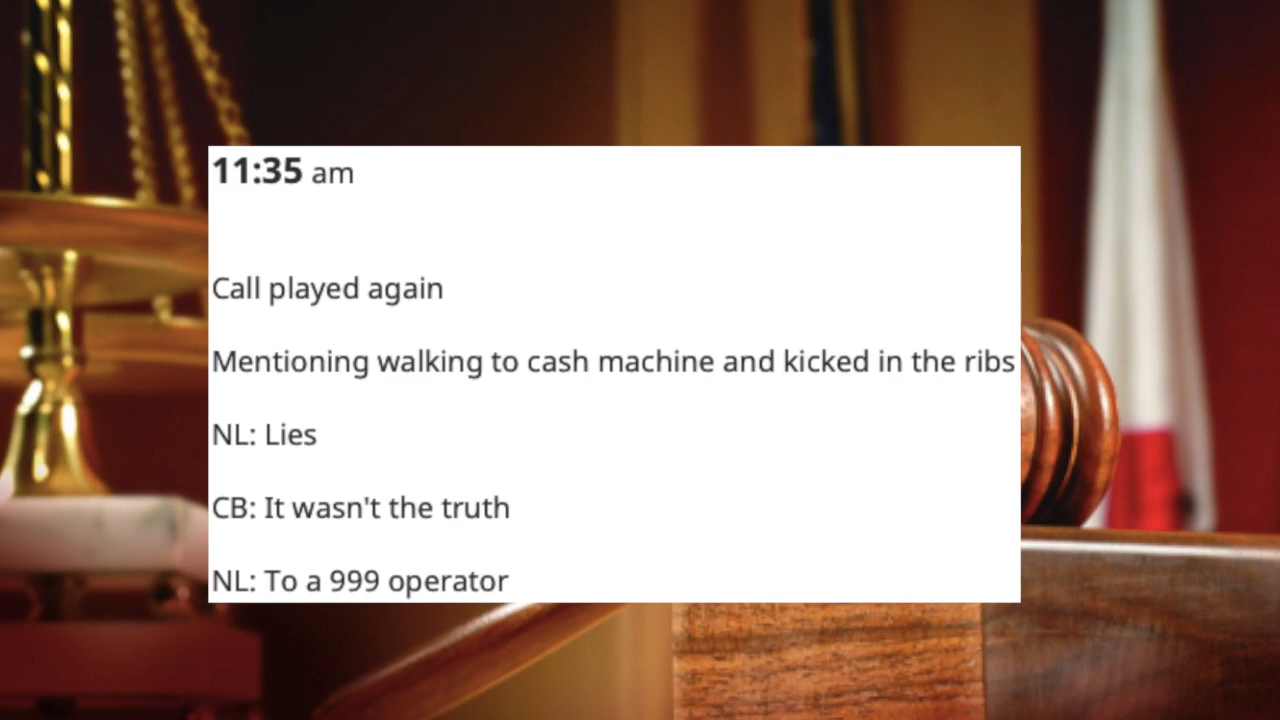 11:35 am
Call played again
Mentioning walking to cash machine and kicked in the ribs
NL: Lies
CB: It wasn't the truth
NL: To a 999 operator